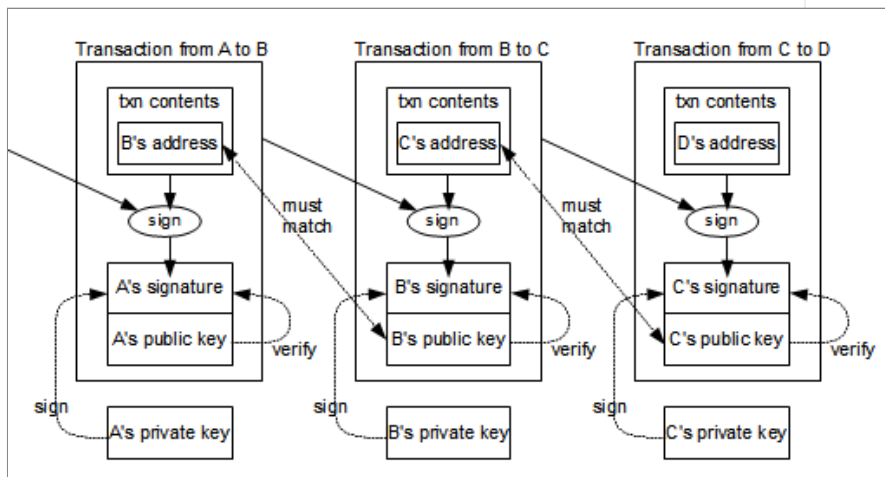 Transaction from A to B
txn contents
B's address
sign
A's signature
A's public key
verify
sign
A's private key
must
match
Transaction from B to C
txn contents
C's address
sign
B's signature
B's public key
verify
sign
B's private key
must
match
Transaction from C to D
txn contents
D's address
sign
C's signature
C's public key
verify
sign
C's private key